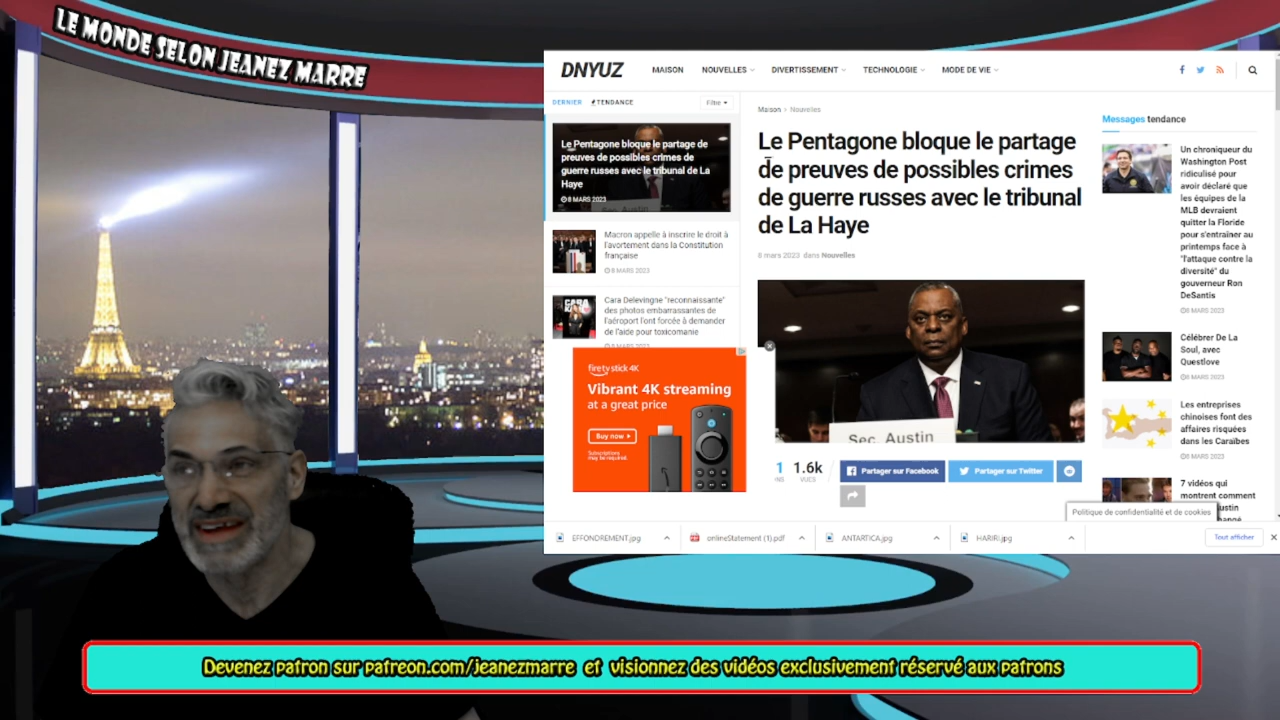 LE MONDE SELON JEANEZ MARRE
DNYUZ
MAISON
NOUVELLES
DIVERTISSEMENT
TECHNOLOGIE
MODE DE VIE
DERNIER
TENDANCE
Filtre
Le Pentagone bloque le partage de
preuves de possibles crimes de
guerre russes avec le tribunal de La
Haye
8 MARS 2023
Macron appelle à inscrire le droit à
l'avortement dans la Constitution
française
8 MARS 2023
Cara Delevingne "reconnaissante"
des photos embarrassantes de
l'aéroport l'ont forcée à demander
de l'aide pour toxicomanie
8 MARS 2023
firetvstick 4K
Vibrant 4K streaming
at a great price
Buy now
Subscriptions
may be required.
Maison > Nouvelles
Le Pentagone bloque le partage
de preuves de possibles crimes
de guerre russes avec le tribunal
de La Haye
8 mars 2023 dans Nouvelles
Sec. Austin
1
1.6k
VUES
Partager sur Facebook
Partager sur Twitter
Messages tendance
Un chroniqueur du
Washington Post
ridiculisé pour
avoir déclaré que
les équipes de la
MLB devraient
quitter la Floride
pour s'entraîner au
printemps face à
"l'attaque contre la
diversité" du
gouverneur Ron
DeSantis
8 MARS 2023
Célébrer De La
Soul, avec
Questlove
8 MARS 2023
Les entreprises
chinoises font des
affaires risquées
dans les Caraïbes
8 MARS 2023
7 vidéos qui
montrent comment
Politique de confidentialité et de cookies
EFFONDREMENT.jpg
onlineStatement (1).pdf
ANTARTICA.jpg
HARIRI.jpg
Tout afficher
Devenez patron sur patreon.com/jeanezmarre et visionnez des vidéos exclusivement réservé aux patrons